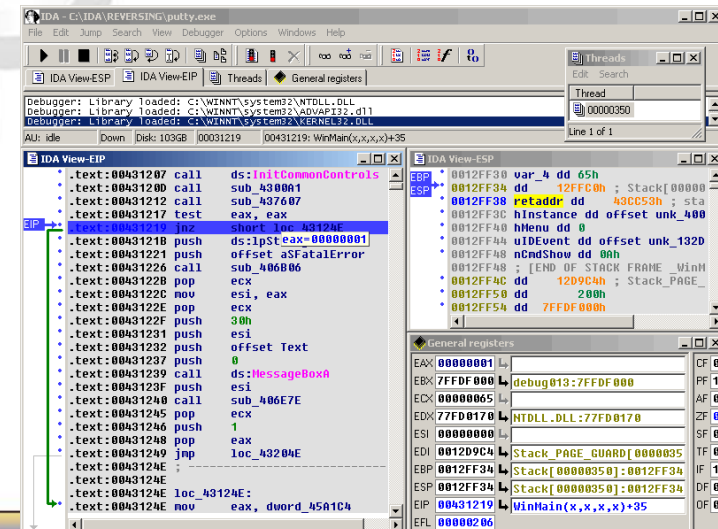 IDA - C:\IDA\REVERSING\putty.exe
File Edit Jump Search View Debugger Options Windows Help
Threads
Edit Search
Thread
00000350
Line 1 of 1
IDA View-ESP IDA View-EIP Threads General registers
Debugger: Library loaded: C:\WINNT\system32\NTDLL.DLL
Debugger: Library loaded: C:\WINNT\system32\ADVAPI32.dll
Debugger: Library loaded: C:\WINNT\system32\KERNEL32.DLL
AU: idle Down Disk: 103GB 00031219 00431219: WinMain(x,x,x,x)+35
IDA View-EIP
.text:00431207 call ds:InitCommonControls
.text:0043120D call sub_4300A1
.text:00431212 call sub_437607
.text:00431217 test eax, eax
EIP .text:00431219 jnz short loc_43124E
.text:0043121B push ds:lpSt eax=00000001
.text:00431221 push offset aSFatalError
.text:00431226 call sub_406B06
.text:0043122B pop ecx
.text:0043122C mov esi, eax
.text:0043122E pop ecx
.text:0043122F push 30h
.text:00431231 push esi
.text:00431232 push offset Text
.text:00431237 push 0
.text:00431239 call ds:MessageBoxA
.text:0043123F push esi
.text:00431240 call sub_406E7E
.text:00431245 pop ecx
.text:00431246 push 1
.text:00431248 pop eax
.text:00431249 jmp loc_43204E
.text:0043124E ; ---------------------------
.text:0043124E
.text:0043124E loc_43124E:
.text:0043124E mov eax, dword_45A1C4
IDA View-ESP
EBP 0012FF30 var_4 dd 65h
ESP 0012FF34 dd 12FFC0h ; Stack[00000
0012FF38 retaddr dd 43CC53h ; sta
0012FF3C hInstance dd offset unk_400
0012FF40 hMenu dd 0
0012FF44 uIDEvent dd offset unk_132D
0012FF48 nCmdShow dd 0Ah
0012FF48 ; [END OF STACK FRAME _WinM
0012FF4C dd 12D9C4h ; Stack_PAGE_
0012FF50 dd 200h
0012FF54 dd 7FFDF000h
General registers
EAX 00000001 CF 0
EBX 7FFDF000 debug013:7FFDF000 PF 1
ECX 00000065 AF 0
EDX 77FD0170 NTDLL.DLL:77FD0170 ZF 0
ESI 00000000 SF 0
EDI 0012D9C4 Stack_PAGE_GUARD[0000035 TF 0
EBP 0012FF34 Stack[00000350]:0012FF34 IF 1
ESP 0012FF34 Stack[00000350]:0012FF34 DF 0
EIP 00431219 WinMain(x,x,x,x)+35 OF 0
EFL 00000206